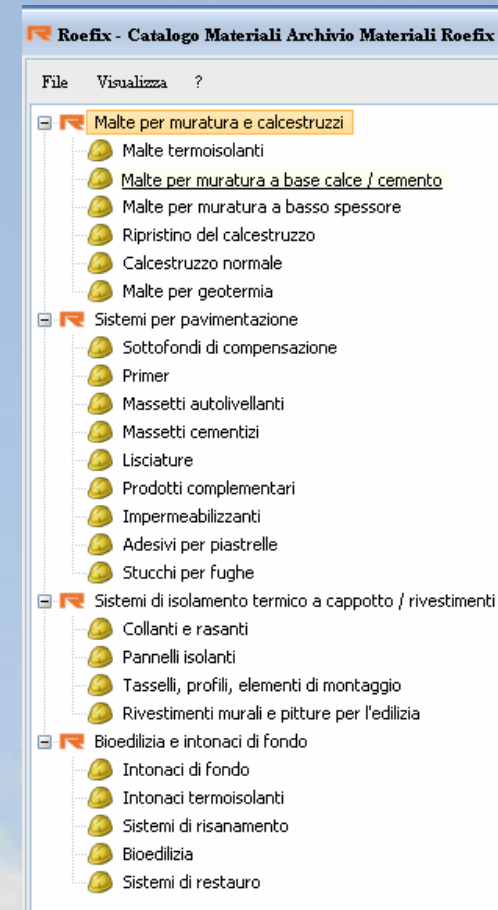 Roefix - Catalogo Materiali Archivio Materiali Roefix
File Visualizza ?
Malte per muratura e calcestruzzi
Malte termoisolanti
Malte per muratura a base calce / cemento
Malte per muratura a basso spessore
Ripristino del calcestruzzo
Calcestruzzo normale
Malte per geotermia
Sistemi per pavimentazione
Sottofondi di compensazione
Primer
Massetti autolivellanti
Massetti cementizi
Lisciature
Prodotti complementari
Impermeabilizzanti
Adesivi per piastrelle
Stucchi per fughe
Sistemi di isolamento termico a cappotto / rivestimenti
Collanti e rasanti
Pannelli isolanti
Tasselli, profili, elementi di montaggio
Rivestimenti murali e pitture per l'edilizia
Bioedilizia e intonaci di fondo
Intonaci di fondo
Intonaci termoisolanti
Sistemi di risanamento
Bioedilizia
Sistemi di restauro